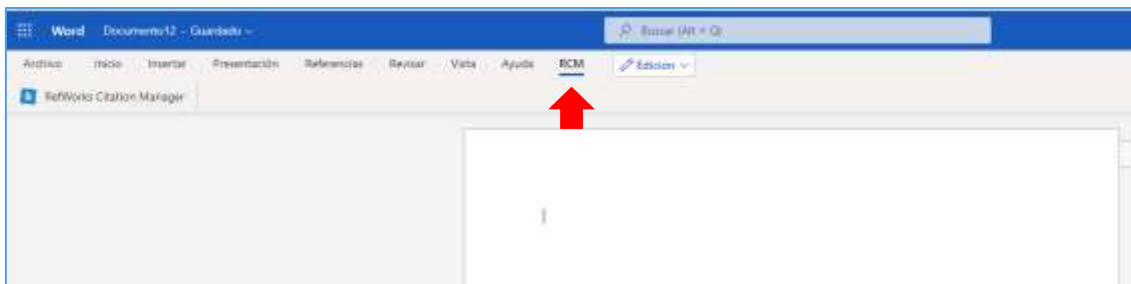 Word Documento12 - Guardado
Buscar (Alt + Q)
Archivo Inicio Insertar Presentación Referencias Revisar Vista Ayuda RCM Edición
RefWorks Citation Manager